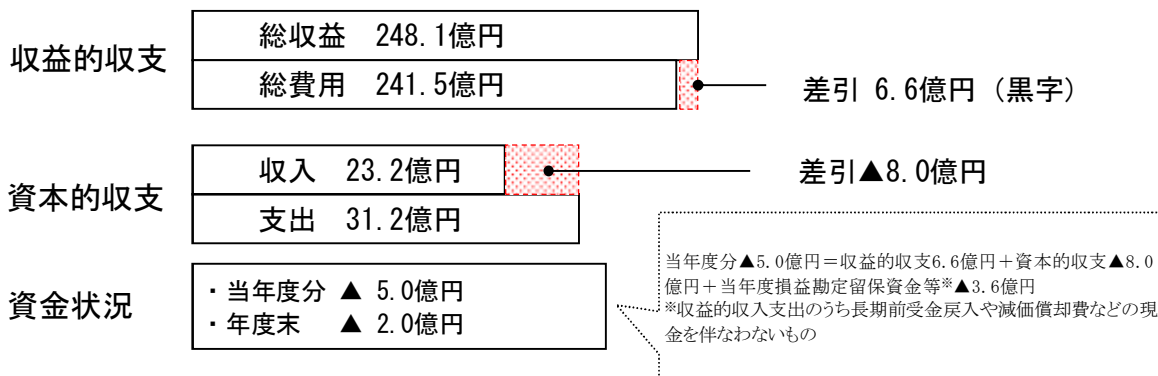 収益的収支
総収益 248.1億円
総費用 241.5億円
差引 6.6億円（黒字）
資本的収支
収入 23.2億円
差引▲8.0億円
支出 31.2億円
資金状況
・当年度分 ▲ 5.0億円
・年度末 ▲ 2.0億円
当年度分▲5.0億円＝収益的収支6.6億円＋資本的収支▲8.0
億円＋当年度損益勘定留保資金等※▲3.6億円
※収益的収入支出のうち長期前受金戻入や減価償却費などの現
金を伴なわないもの